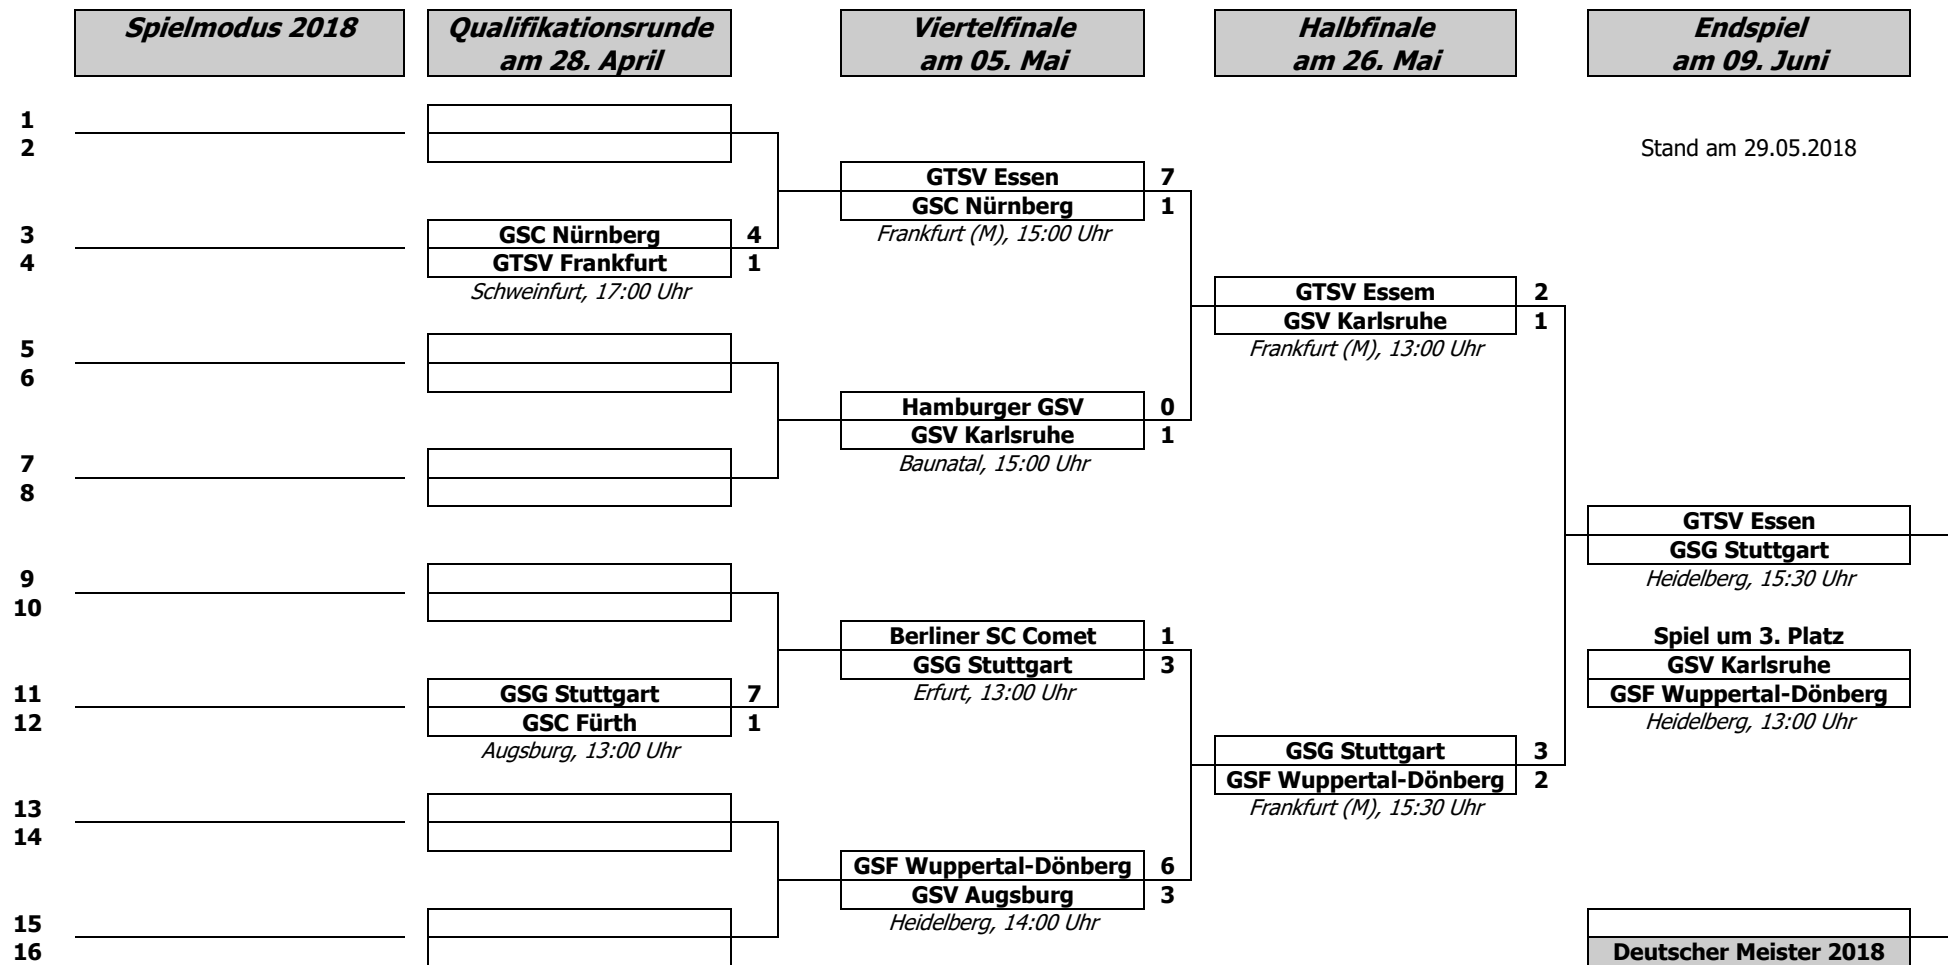 Spielmodus 2018
Qualifikationsrunde
am 28. April
Viertelfinale
am 05. Mai
Halbfinale
am 26. Mai
Endspiel
am 09. Juni
1
2
Stand am 29.05.2018
GTSV Essen 7
GSC Nürnberg 1
Frankfurt (M), 15:00 Uhr
3
4
GSC Nürnberg 4
GTSV Frankfurt 1
Schweinfurt, 17:00 Uhr
GTSV Essem 2
GSV Karlsruhe 1
Frankfurt (M), 13:00 Uhr
5
6
Hamburger GSV 0
GSV Karlsruhe 1
Baunatal, 15:00 Uhr
7
8
GTSV Essen
GSG Stuttgart
Heidelberg, 15:30 Uhr
9
10
Berliner SC Comet 1
GSG Stuttgart 3
Erfurt, 13:00 Uhr
Spiel um 3. Platz
GSV Karlsruhe
GSF Wuppertal-Dönberg
Heidelberg, 13:00 Uhr
11
12
GSG Stuttgart 7
GSC Fürth 1
Augsburg, 13:00 Uhr
GSG Stuttgart 3
GSF Wuppertal-Dönberg 2
Frankfurt (M), 15:30 Uhr
13
14
GSF Wuppertal-Dönberg 6
GSV Augsburg 3
Heidelberg, 14:00 Uhr
15
16
Deutscher Meister 2018